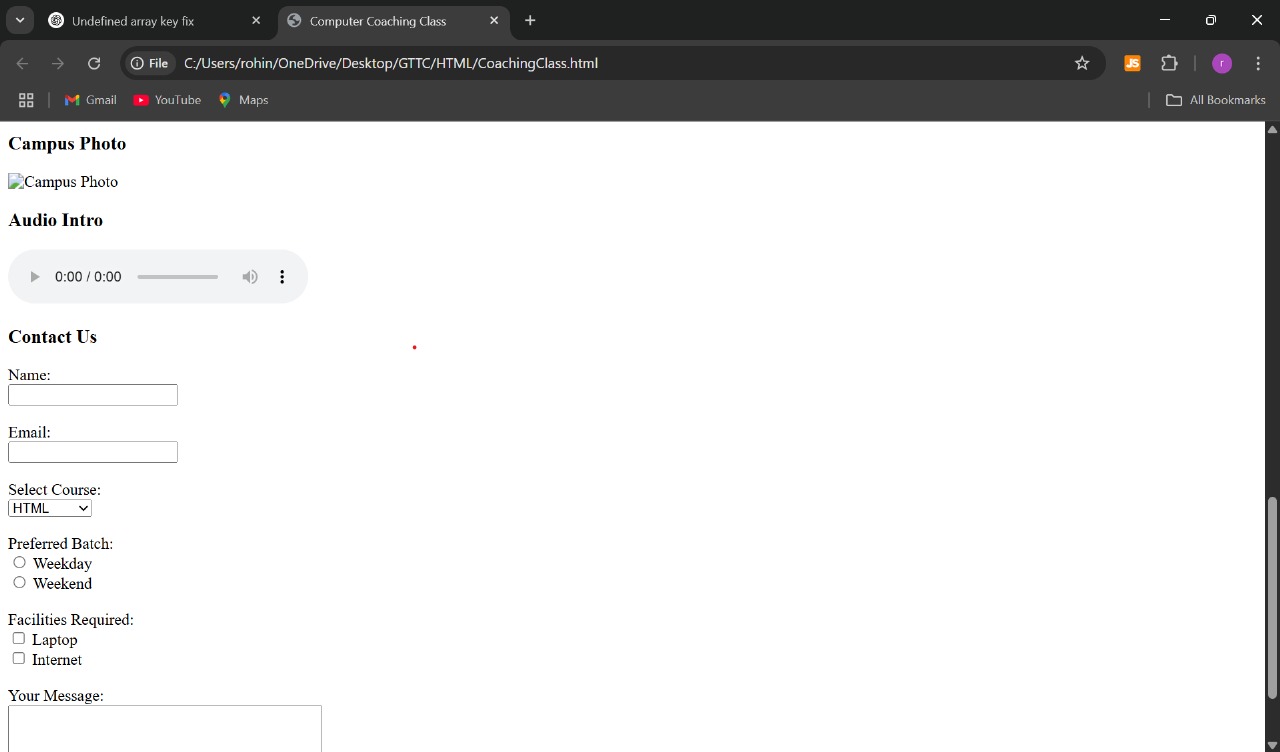 Undefined array key fix
Computer Coaching Class
File
C:/Users/rohin/OneDrive/Desktop/GTTC/HTML/CoachingClass.html
JS
r
Gmail
YouTube
Maps
All Bookmarks
Campus Photo
Campus Photo
Audio Intro
0:00 / 0:00
Contact Us
Name:
Email:
Select Course:
HTML
Preferred Batch:
Weekday
Weekend
Facilities Required:
Laptop
Internet
Your Message: